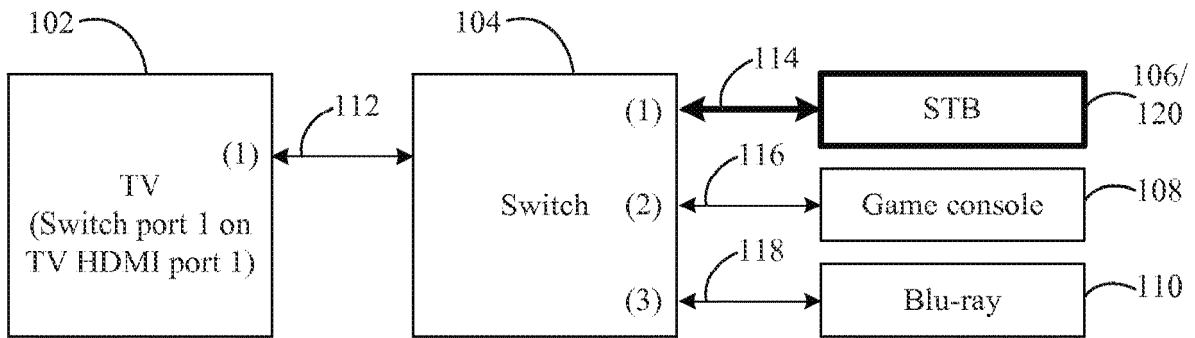 102
104
114
106/
120
STB
112
(1)
(1)
116
TV
(Switch port 1 on
TV HDMI port 1)
Switch
(2)
Game console
108
118
(3)
Blu-ray
110